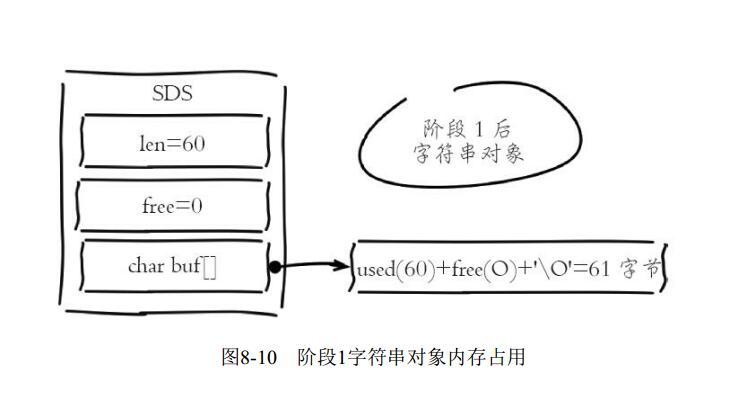 SDS
len=60
free=0
char buf[]
阶段 1 后
字符串对象
used(60)+free(O)+'\O'=61 字节
图8-10 阶段1字符串对象内存占用